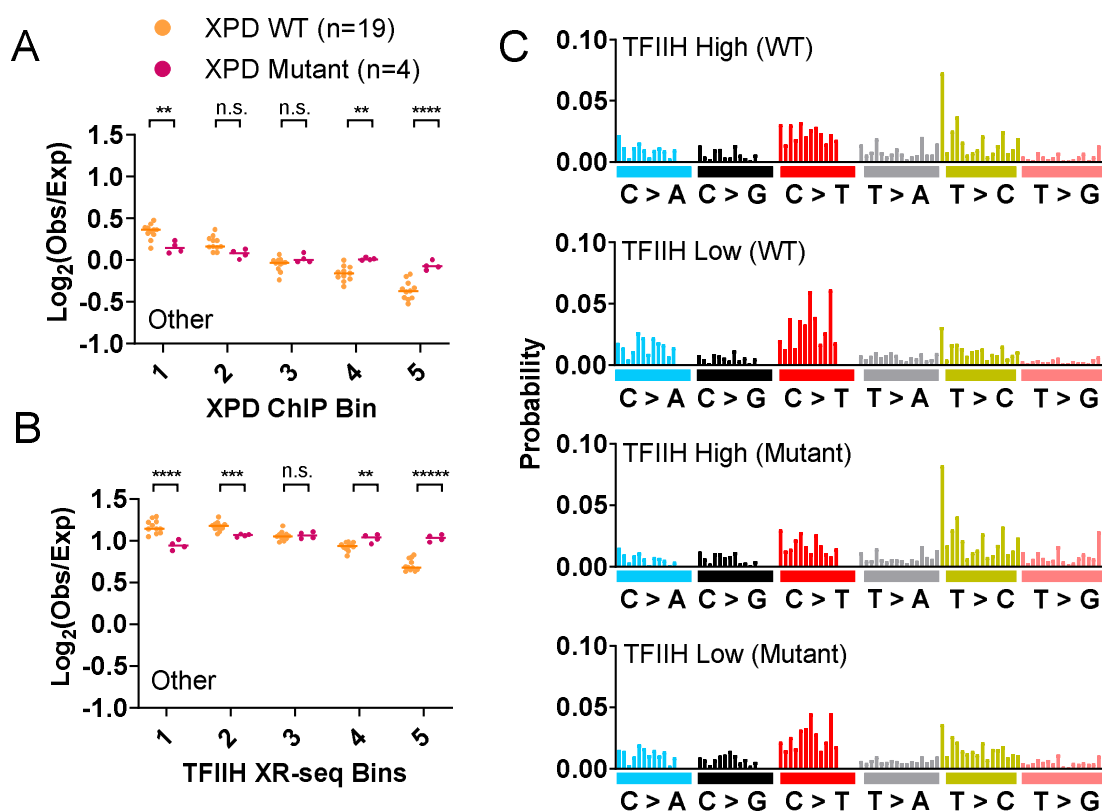 A
XPD WT (n=19)
XPD Mutant (n=4)
** n.s. n.s. ** ****
1.5
1.0
0.5
0.0
-0.5
-1.0
Log2(Obs/Exp)
Other
1 2 3 4 5
XPD ChIP Bin
B
**** *** n.s. ** *****
1.5
1.0
0.5
0.0
-0.5
-1.0
Log2(Obs/Exp)
Other
1 2 3 4 5
TFIIH XR-seq Bins
C
Probability
TFIIH High (WT)
0.10
0.05
0.00
C > A C > G C > T T > A T > C T > G
TFIIH Low (WT)
0.10
0.05
0.00
C > A C > G C > T T > A T > C T > G
TFIIH High (Mutant)
0.10
0.05
0.00
C > A C > G C > T T > A T > C T > G
TFIIH Low (Mutant)
0.10
0.05
0.00
C > A C > G C > T T > A T > C T > G